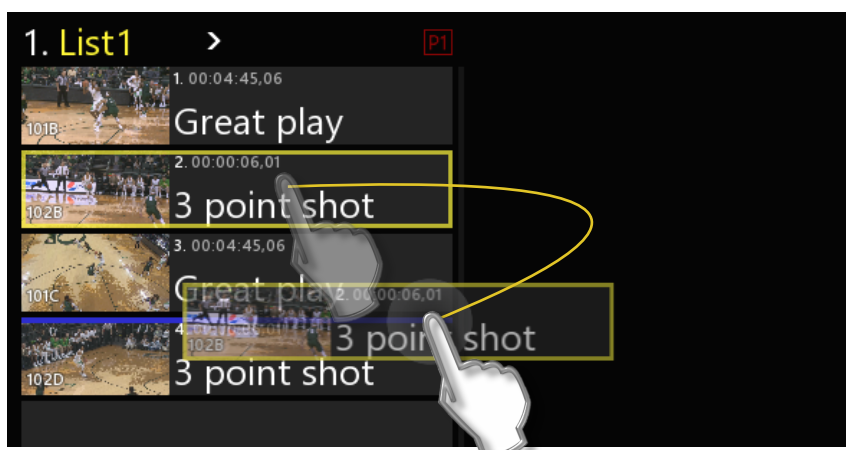 1. List1 >
P1
1. 00:04:45,06
Great play
101B
2. 00:00:06,01
3 point shot
102B
3. 00:04:45,06
Great play
101C
2. 00:00:06,01
3 point shot
102B
4.
3 point shot
102D